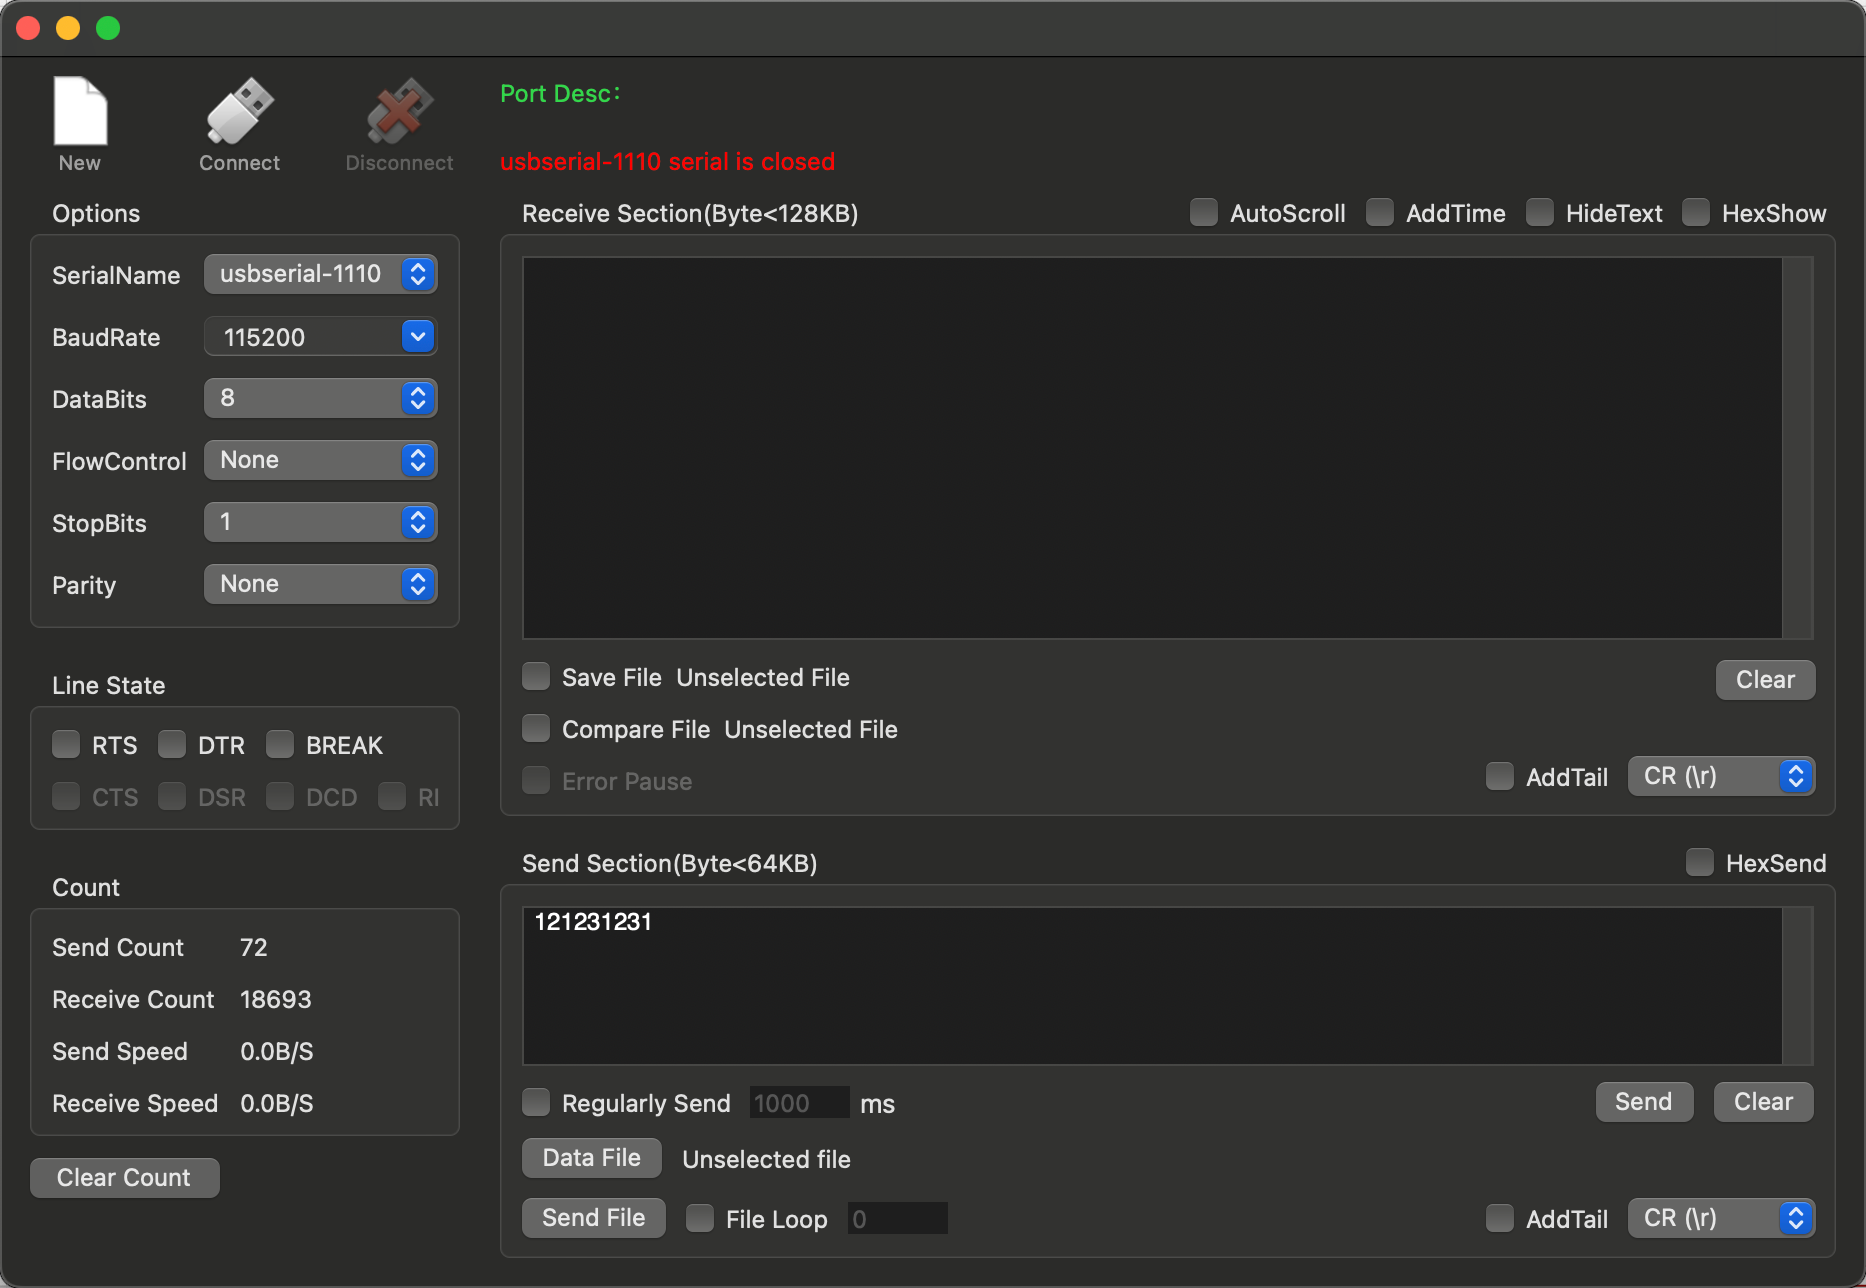 New
Connect
Disconnect
Port Desc:
usbserial-1110 serial is closed
Options
SerialName usbserial-1110
BaudRate 115200
DataBits 8
FlowControl None
StopBits 1
Parity None
Line State
RTS DTR BREAK
CTS DSR DCD RI
Count
Send Count 72
Receive Count 18693
Send Speed 0.0B/S
Receive Speed 0.0B/S
Clear Count
Receive Section(Byte<128KB) AutoScroll AddTime HideText HexShow
Save File Unselected File Clear
Compare File Unselected File
Error Pause AddTail CR (\r)
Send Section(Byte<64KB) HexSend
121231231
Regularly Send 1000 ms Send Clear
Data File Unselected file
Send File File Loop 0 AddTail CR (\r)